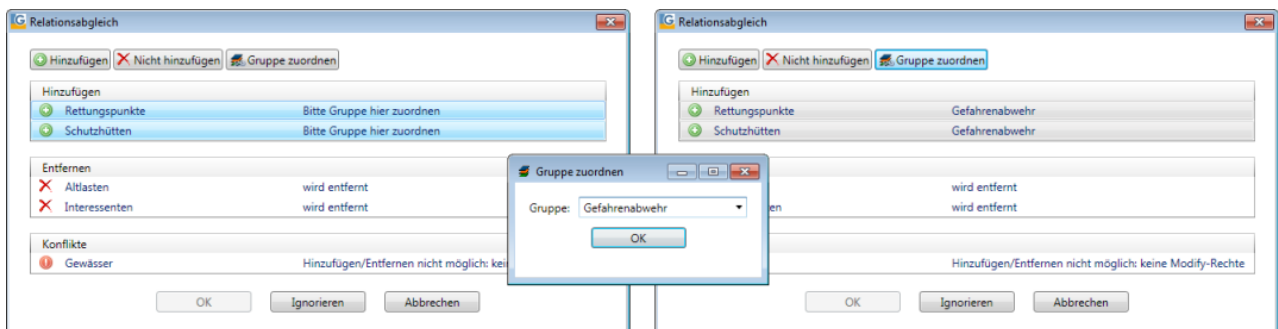 Relationsabgleich
Hinzufügen Nicht hinzufügen Gruppe zuordnen
Hinzufügen
Rettungspunkte Bitte Gruppe hier zuordnen
Schutzhütten Bitte Gruppe hier zuordnen
Entfernen
Altlasten wird entfernt
Interessenten wird entfernt
Konflikte
Gewässer Hinzufügen/Entfernen nicht möglich:
OK Ignorieren Abbrechen
Gruppe zuordnen
Gruppe: Gefahrenabwehr
OK
Relationsabgleich
Hinzufügen Nicht hinzufügen Gruppe zuordnen
Hinzufügen
Rettungspunkte Gefahrenabwehr
Schutzhütten Gefahrenabwehr
wird entfernt
en wird entfernt
Hinzufügen/Entfernen nicht möglich: keine Modify-Rechte
OK Ignorieren Abbrechen